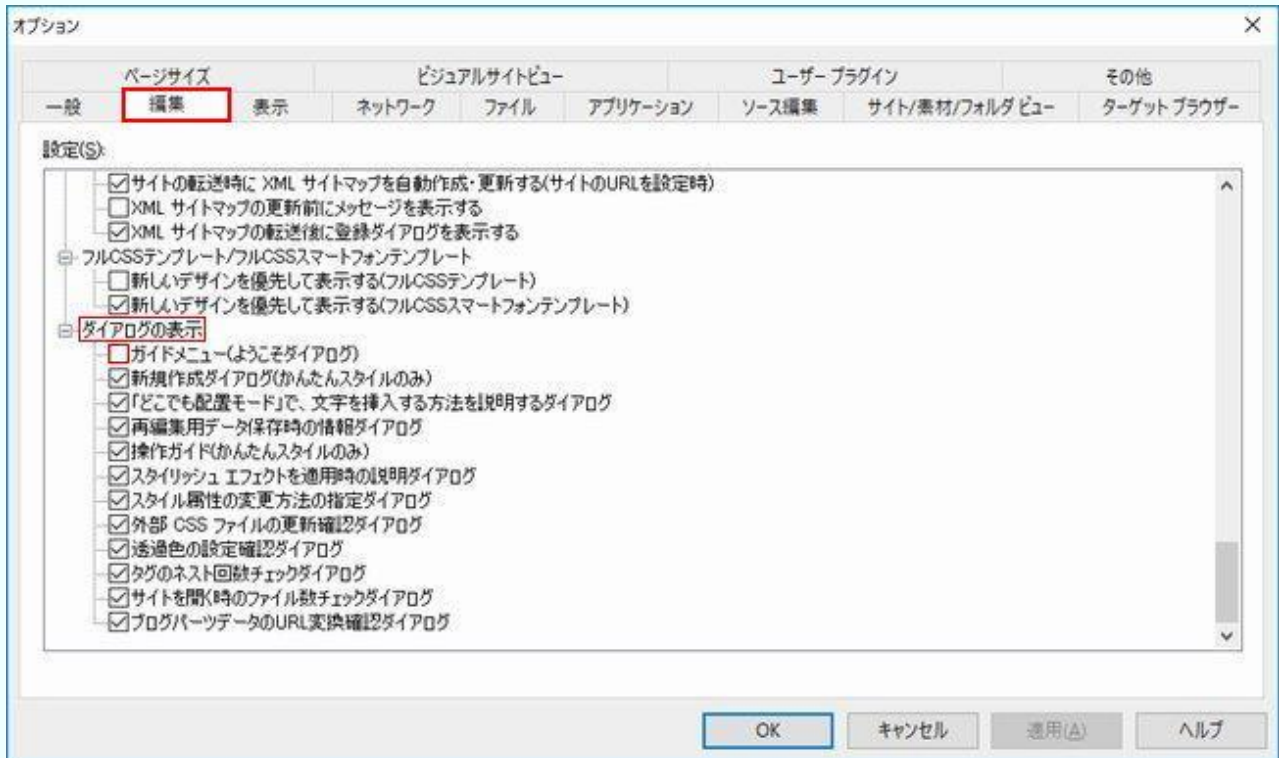 オプション
ページサイズ ビジュアルサイトビュー ユーザー プラグイン その他
一般 編集 表示 ネットワーク ファイル アプリケーション ソース編集 サイト/素材/フォルダ ビュー ターゲット ブラウザー
設定(S):
サイトの転送時に XML サイトマップを自動作成・更新する(サイトのURLを設定時)
XML サイトマップの更新前にメッセージを表示する
XML サイトマップの転送後に登録ダイアログを表示する
フルCSSテンプレート/フルCSSスマートフォンテンプレート
新しいデザインを優先して表示する(フルCSSテンプレート)
新しいデザインを優先して表示する(フルCSSスマートフォンテンプレート)
ダイアログの表示
ガイドメニュー(ようこそダイアログ)
新規作成ダイアログ(かんたんスタイルのみ)
「どこでも配置モード」で、文字を挿入する方法を説明するダイアログ
再編集用データ保存時の情報ダイアログ
操作ガイド(かんたんスタイルのみ)
スタイリッシュ エフェクトを適用時の説明ダイアログ
スタイル属性の変更方法の指定ダイアログ
外部 CSS ファイルの更新確認ダイアログ
透過色の設定確認ダイアログ
タグのネスト回数チェックダイアログ
サイトを開く時のファイル数チェックダイアログ
ブログパーツデータのURL変換確認ダイアログ
OK キャンセル 適用(A) ヘルプ